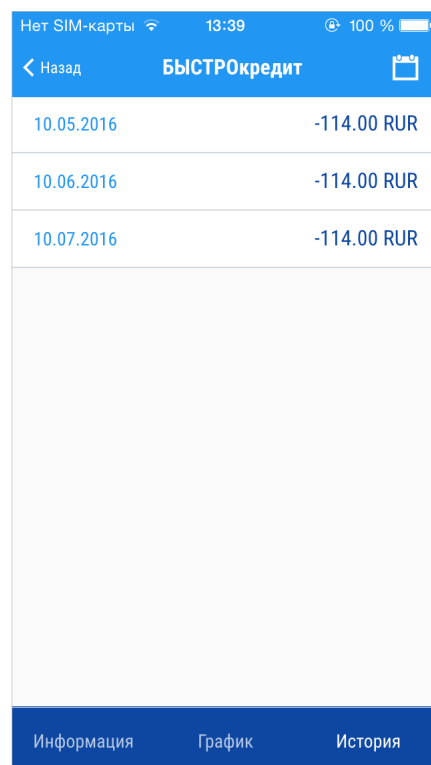 Нет SIM-карты 13:39 100 %
Назад БЫСТРОкредит
10.05.2016 -114.00 RUR
10.06.2016 -114.00 RUR
10.07.2016 -114.00 RUR
Информация График История